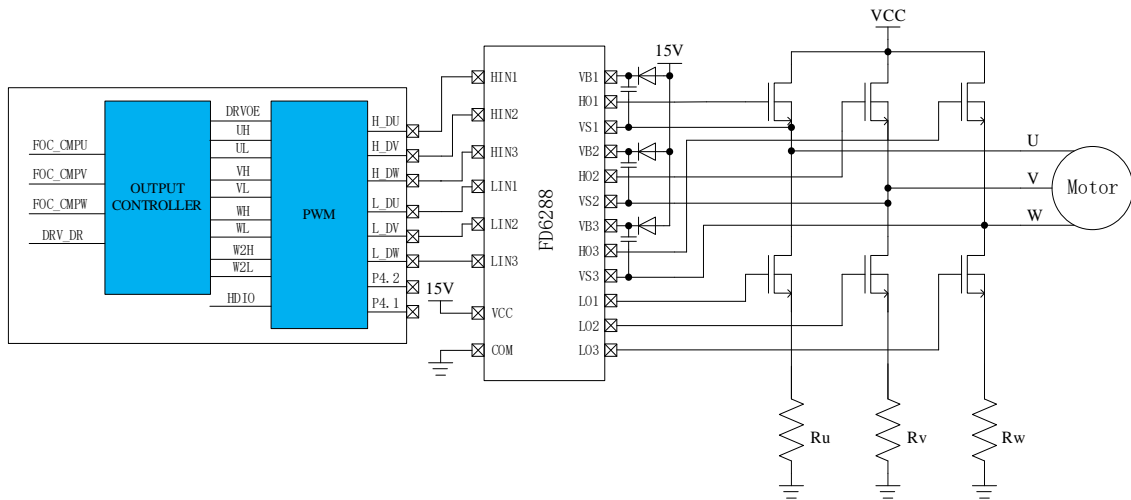 FOC_CMPU
FOC_CMPV
FOC_CMPW
DRV_DR
OUTPUT
CONTROLLER
DRVOE
UH
UL
VH
VL
WH
WL
W2H
W2L
HDIO
PWM
H_DU
H_DV
H_DW
L_DU
L_DV
L_DW
P4.2
P4.1
15V
HIN1
HIN2
HIN3
LIN1
LIN2
LIN3
VCC
COM
FD6288
VB1
HO1
VS1
VB2
HO2
VS2
VB3
HO3
VS3
LO1
LO2
LO3
15V
VCC
U
V
W
Motor
Ru
Rv
Rw